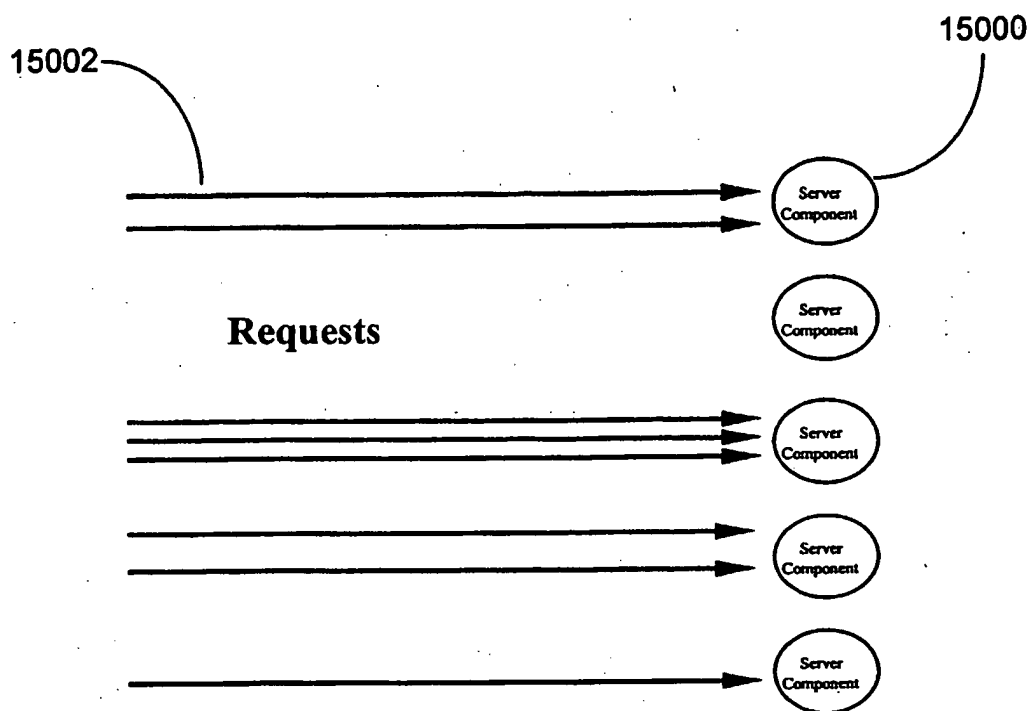 15000
15002
Server
Component
Server
Component
Requests
Server
Component
Server
Component
Server
Component